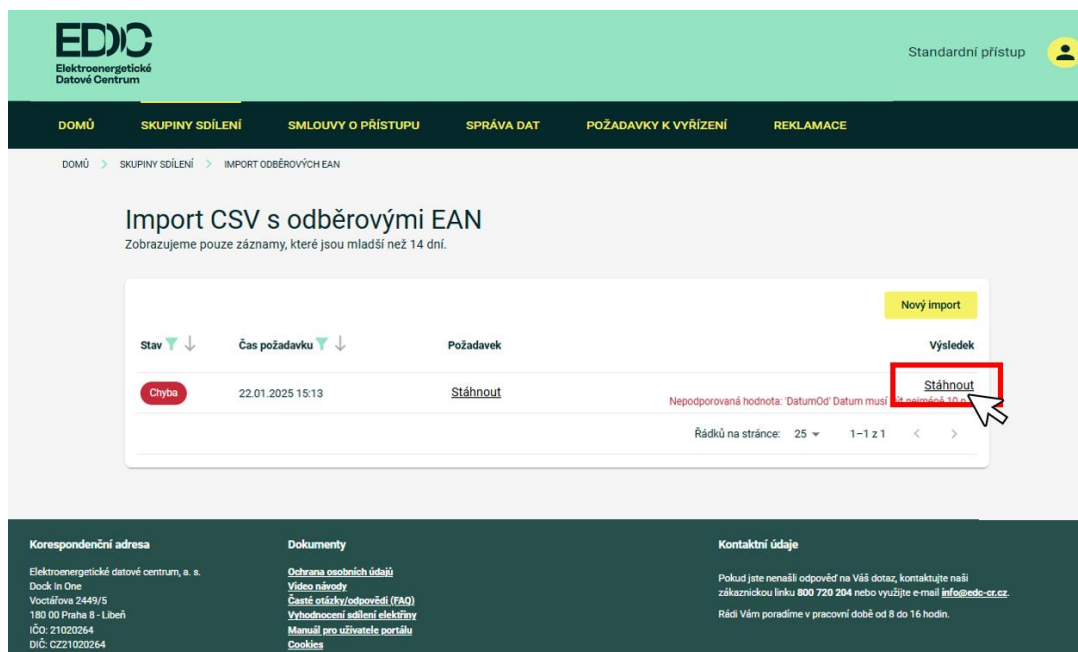 EDC
Elektroenergetické
Datové Centrum
Standardní přístup
DOMŮ SKUPINY SDÍLENÍ SMLOUVY O PŘÍSTUPU SPRÁVA DAT POŽADAVKY K VYŘÍZENÍ REKLAMACE
DOMŮ > SKUPINY SDÍLENÍ > IMPORT ODBĚROVÝCH EAN
Import CSV s odběrovými EAN
Zobrazujeme pouze záznamy, které jsou mladší než 14 dní.
Nový import
Stav Čas požadavku Požadavek Výsledek
Chyba 22.01.2025 15:13 Stáhnout Stáhnout
Nepodporovaná hodnota: 'DatumOd' Datum musí být nejméně 10
Řádků na stránce: 25 1–1 z 1 < >
Korespondenční adresa
Elektroenergetické datové centrum, a. s.
Dock In One
Voctářova 2449/5
180 00 Praha 8 - Libeň
IČO: 21020264
DIČ: CZ21020264
Dokumenty
Ochrana osobních údajů
Video návody
Časté otázky/odpovědi (FAQ)
Vyhodnocení sdílení elektřiny
Manuál pro uživatele portálu
Cookies
Kontaktní údaje
Pokud jste nenašli odpověď na Váš dotaz, kontaktujte naši
zákaznickou linku 800 720 204 nebo využijte e-mail info@edc-cr.cz.
Rádi Vám poradíme v pracovní době od 8 do 16 hodin.